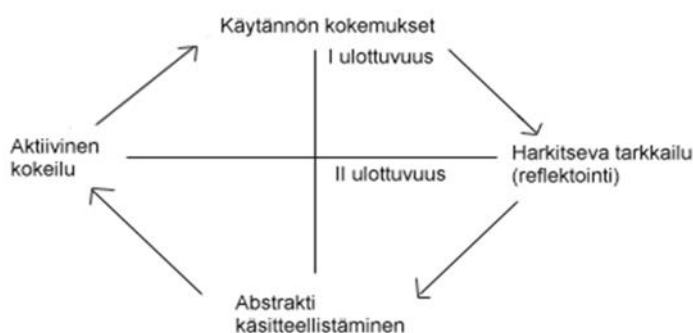 Käytännön kokemukset
I ulottuvuus
Aktiivinen
kokeilu
Harkitseva tarkkailu
(reflektointi)
II ulottuvuus
Abstrakti
käsitteellistäminen